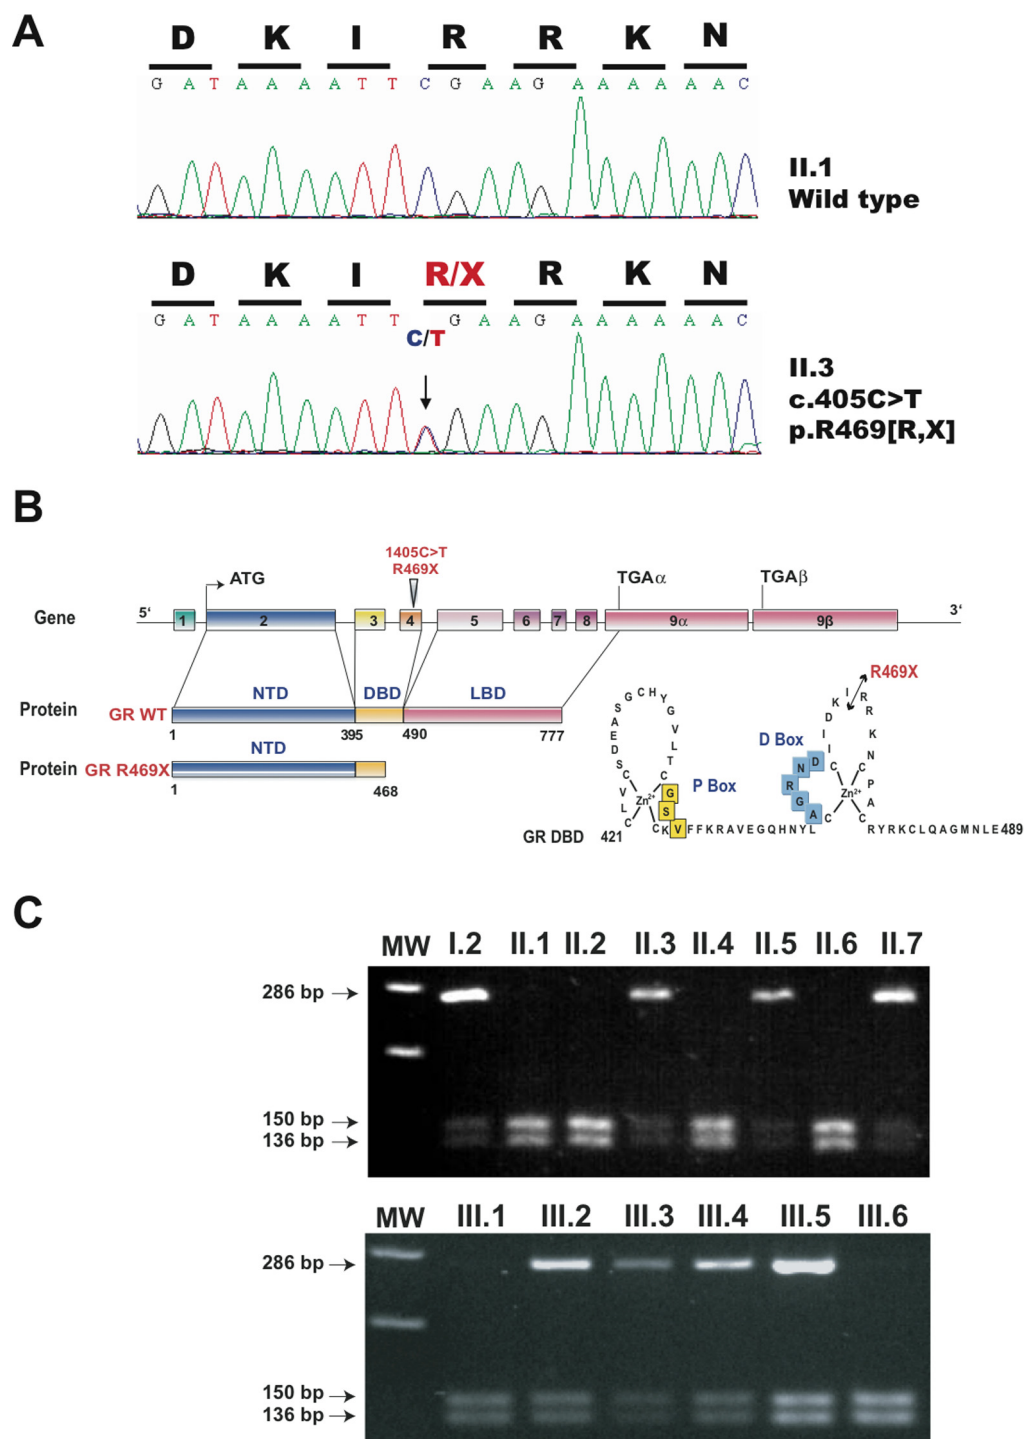 A
D K I R R K N
G A T A A A A T T C G A A G A A A A A A C
II.1
Wild type
D K I R/X R K N
G A T A A A A T T G A A G A A A A A A C
C/T
II.3
c.405C>T
p.R469[R,X]
B
1405C>T
R469X
ATG
TGAα
TGAβ
Gene
5‘
1 2 3 4 5 6 7 8 9α 9β
3‘
NTD DBD LBD
Protein GR WT
1 395 490 777
NTD
Protein GR R469X
1 468
R469X
D Box
P Box
Zn2+
Zn2+
C V L C S D E A S G C H Y G V L T C G S V K C
GR DBD 421
F F K R A V E G Q H N Y L
C A G R N D C I I D K I R R K N C P A C
R Y R K C L Q A G M N L E 489
C
MW I.2 II.1 II.2 II.3 II.4 II.5 II.6 II.7
286 bp
150 bp
136 bp
MW III.1 III.2 III.3 III.4 III.5 III.6
286 bp
150 bp
136 bp